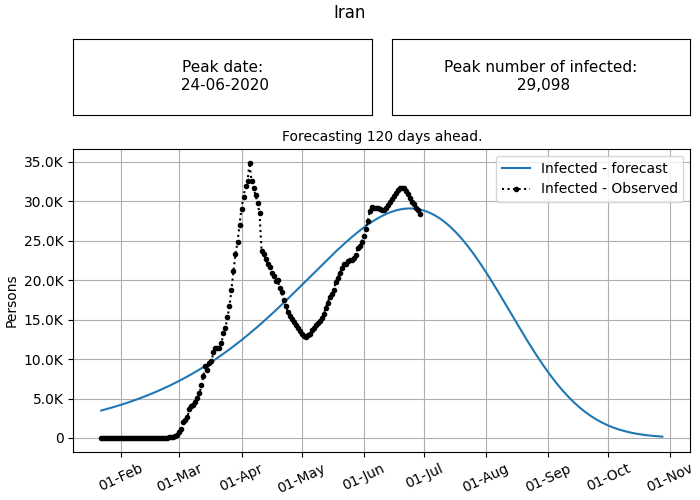 Iran
Peak date:
24-06-2020
Peak number of infected:
29,098
Forecasting 120 days ahead.
Infected - forecast
Infected - Observed
Persons
35.0K
30.0K
25.0K
20.0K
15.0K
10.0K
5.0K
0
01-Feb
01-Mar
01-Apr
01-May
01-Jun
01-Jul
01-Aug
01-Sep
01-Oct
01-Nov